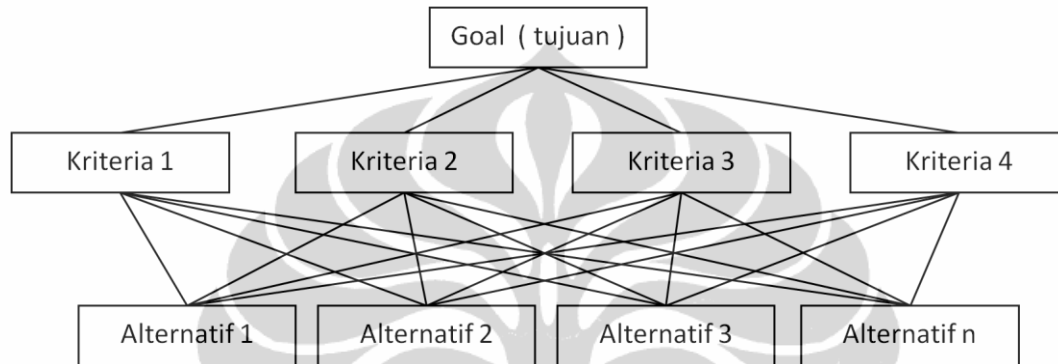 Goal ( tujuan )
Kriteria 1
Kriteria 2
Kriteria 3
Kriteria 4
Alternatif 1
Alternatif 2
Alternatif 3
Alternatif n